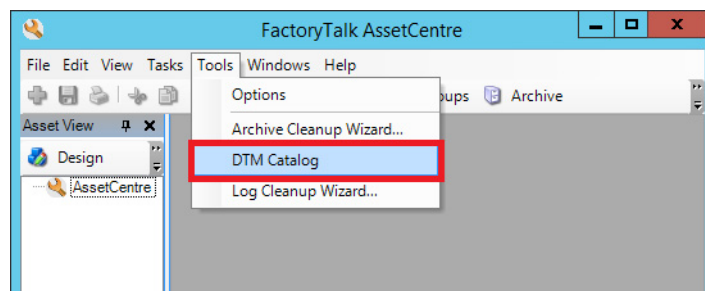 FactoryTalk AssetCentre
File Edit View Tasks Tools Windows Help
Options
Archive
Asset View
Archive Cleanup Wizard...
Design
DTM Catalog
AssetCentre
Log Cleanup Wizard...